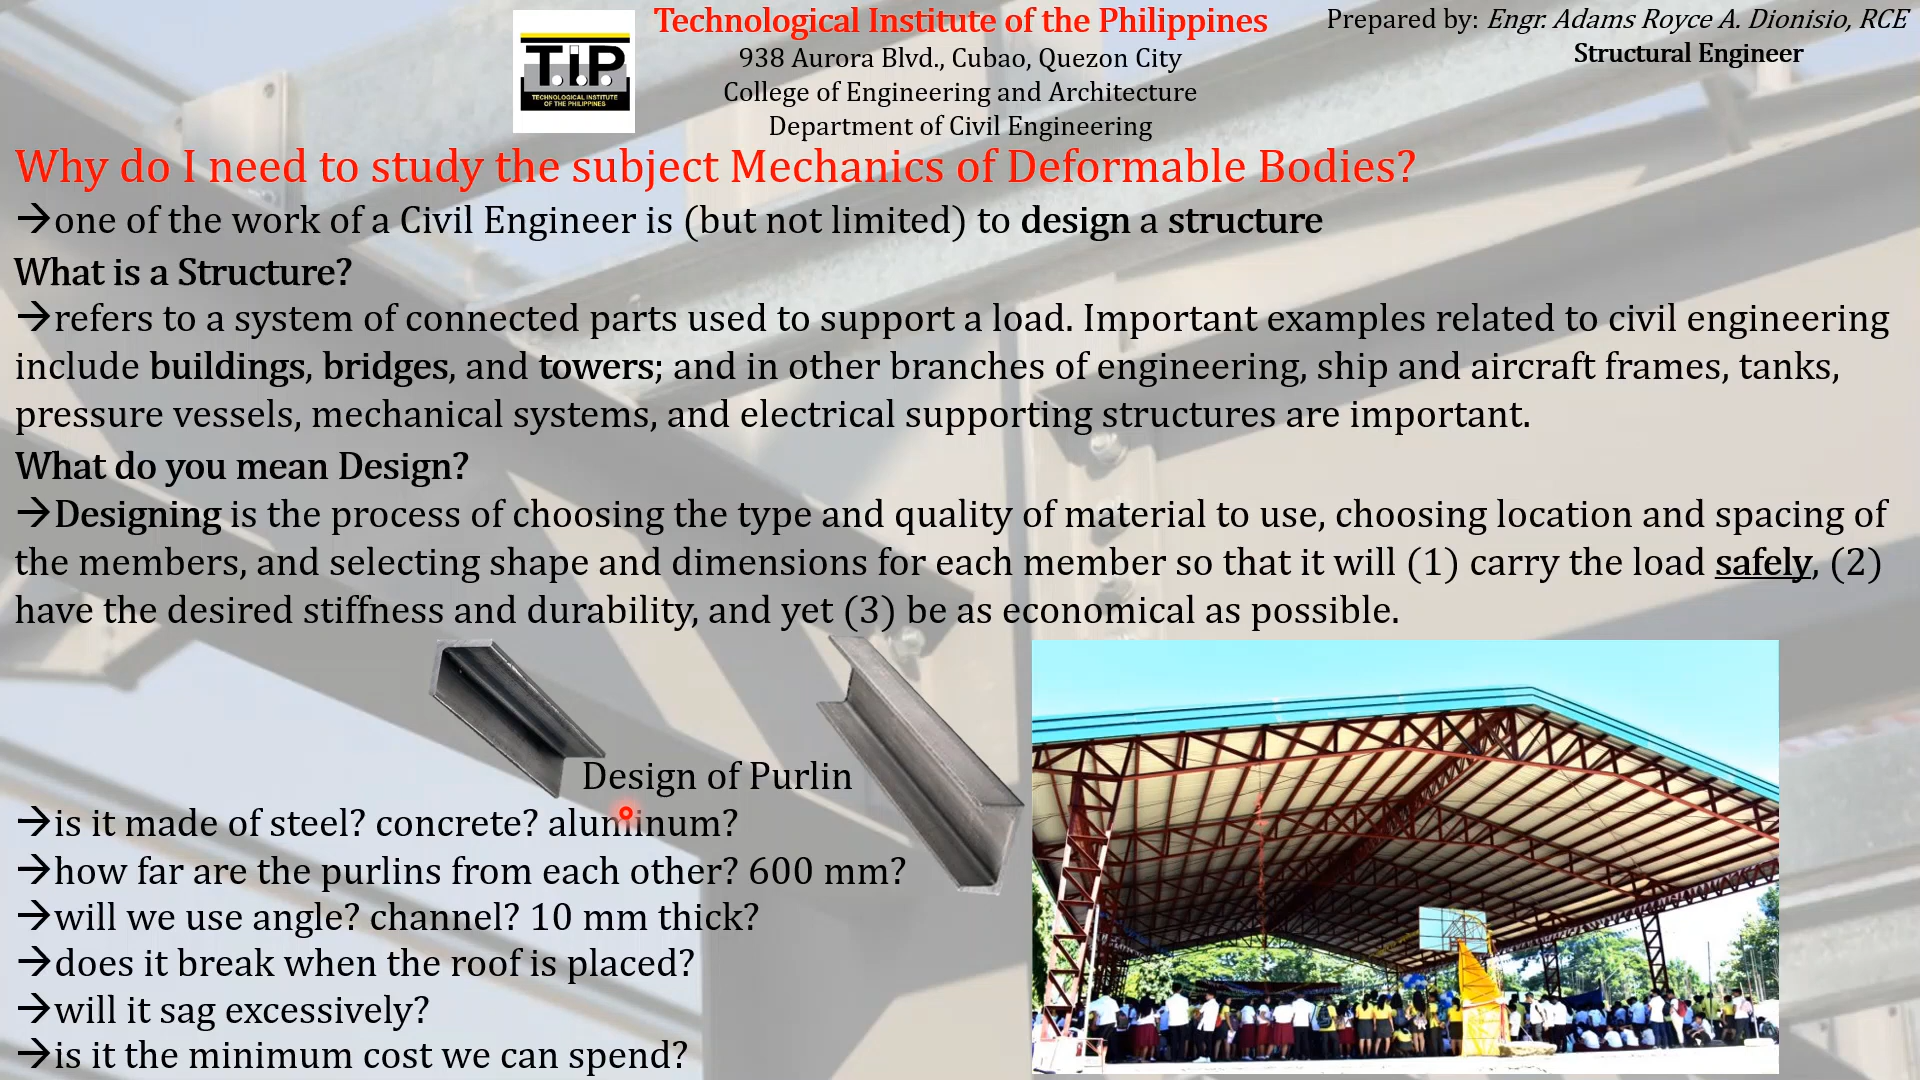 T.I.P
TECHNOLOGICAL INSTITUTE
OF THE PHILIPPINES
Technological Institute of the Philippines
938 Aurora Blvd., Cubao, Quezon City
College of Engineering and Architecture
Department of Civil Engineering
Prepared by: Engr. Adams Royce A. Dionisio, RCE
Structural Engineer
Why do I need to study the subject Mechanics of Deformable Bodies?
→one of the work of a Civil Engineer is (but not limited) to design a structure
What is a Structure?
→refers to a system of connected parts used to support a load. Important examples related to civil engineering
include buildings, bridges, and towers; and in other branches of engineering, ship and aircraft frames, tanks,
pressure vessels, mechanical systems, and electrical supporting structures are important.
What do you mean Design?
→Designing is the process of choosing the type and quality of material to use, choosing location and spacing of
the members, and selecting shape and dimensions for each member so that it will (1) carry the load safely, (2)
have the desired stiffness and durability, and yet (3) be as economical as possible.
Design of Purlin
→is it made of steel? concrete? aluminum?
→how far are the purlins from each other? 600 mm?
→will we use angle? channel? 10 mm thick?
→does it break when the roof is placed?
→will it sag excessively?
→is it the minimum cost we can spend?